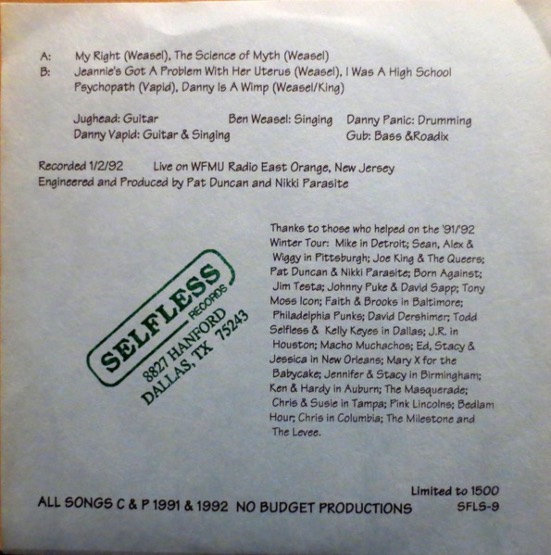 A: My Right (Weasel), The Science of Myth (Weasel)
B: Jeannie's Got A Problem With Her Uterus (Weasel), I Was A High School
Psychopath (Vapid), Danny Is A Wimp (Weasel/King)
Jughead: Guitar Ben Weasel: Singing Danny Panic: Drumming
Danny Vapid: Guitar & Singing Gub: Bass &Roadix
Recorded 1/2/92 Live on WFMU Radio East Orange, New Jersey
Engineered and Produced by Pat Duncan and Nikki Parasite
Thanks to those who helped on the '91/'92
Winter Tour: Mike in Detroit; Sean, Alex &
Wiggy in Pittsburgh; Joe King & The Queers;
Pat Duncan & Nikki Parasite; Born Against;
Jim Testa; Johnny Puke & David Sapp; Tony
Moss Icon; Faith & Brooks in Baltimore;
Philadelphia Punks; David Dershimer; Todd
Selfless & Kelly Keyes in Dallas; J.R. in
Houston; Macho Muchachos; Ed, Stacy &
Jessica in New Orleans; Mary X for the
Babycake; Jennifer & Stacy in Birmingham;
Ken & Hardy in Auburn; The Masquerade;
Chris & Susie in Tampa; Pink Lincolns; Bedlam
Hour; Chris in Columbia; The Milestone and
The Levee.
SELFLESS
RECORDS
8827 HANFORD
DALLAS, TX 75243
Limited to 1500
ALL SONGS C & P 1991 & 1992 NO BUDGET PRODUCTIONS SFLS-9